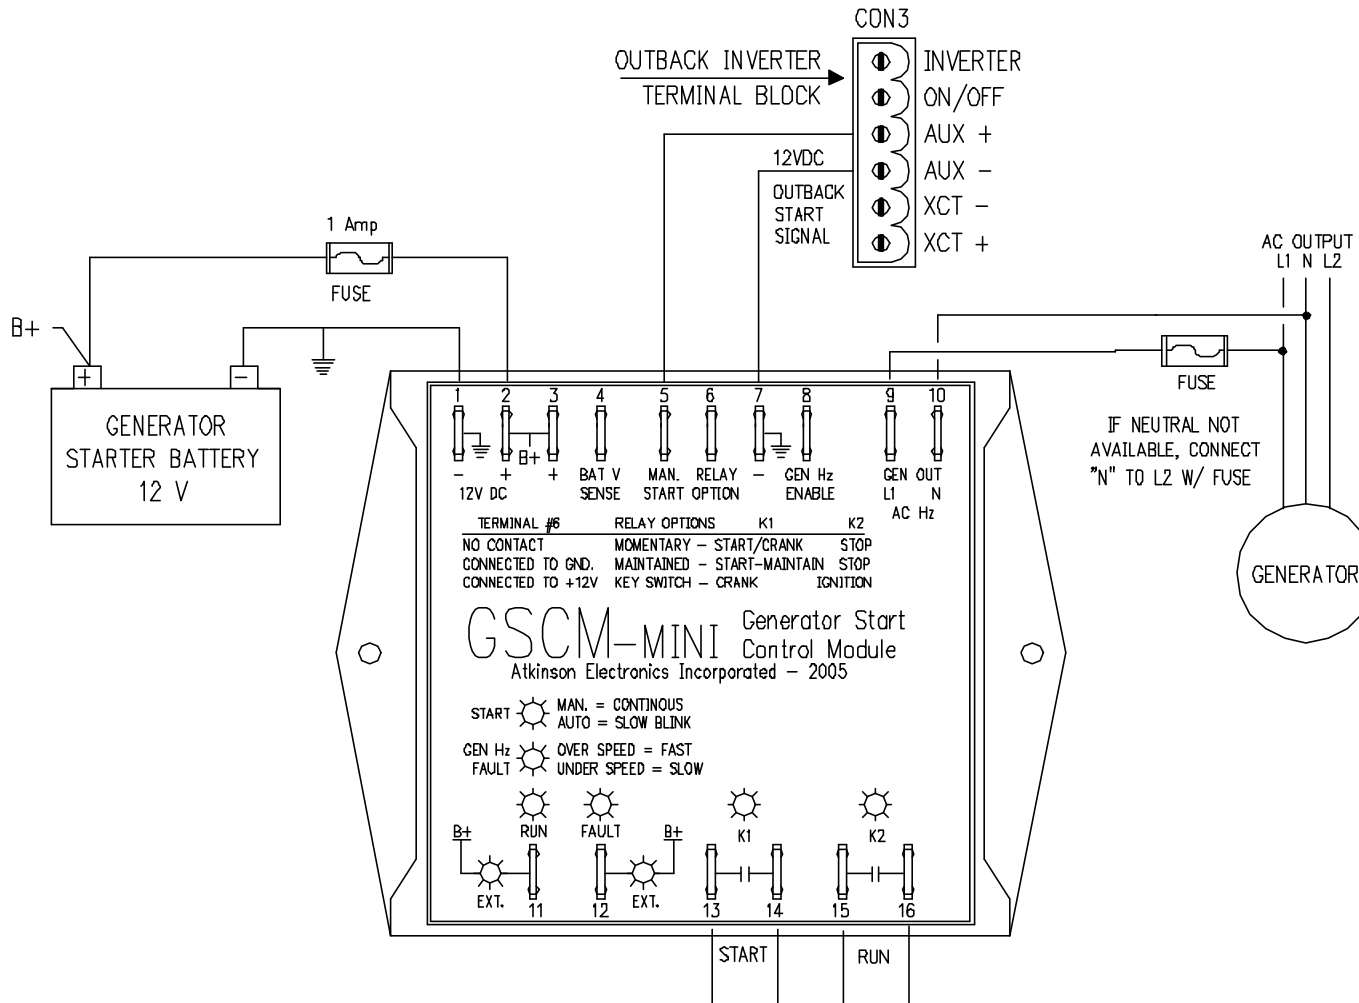 CON3
OUTBACK INVERTER
TERMINAL BLOCK
INVERTER
ON/OFF
AUX +
AUX -
XCT -
XCT +
12VDC
OUTBACK
START
SIGNAL
1 Amp
FUSE
B+
+ -
GENERATOR
STARTER BATTERY
12 V
AC OUTPUT
L1 N L2
FUSE
IF NEUTRAL NOT
AVAILABLE, CONNECT
"N" TO L2 W/ FUSE
GENERATOR
1 2 3 4 5 6 7 8 9 10
B+
- + + BAT V MAN. RELAY - GEN Hz GEN OUT
12V DC SENSE START OPTION ENABLE L1 N
AC Hz
TERMINAL #6 RELAY OPTIONS K1 K2
NO CONTACT MOMENTARY - START/CRANK STOP
CONNECTED TO GND. MAINTAINED - START-MAINTAIN STOP
CONNECTED TO +12V KEY SWITCH - CRANK IGNITION
GSCM-MINI Generator Start
Control Module
Atkinson Electronics Incorporated - 2005
START MAN. = CONTINOUS
AUTO = SLOW BLINK
GEN Hz OVER SPEED = FAST
FAULT UNDER SPEED = SLOW
B+ RUN FAULT B+ K1 K2
EXT. 11 12 EXT. 13 14 15 16
START RUN